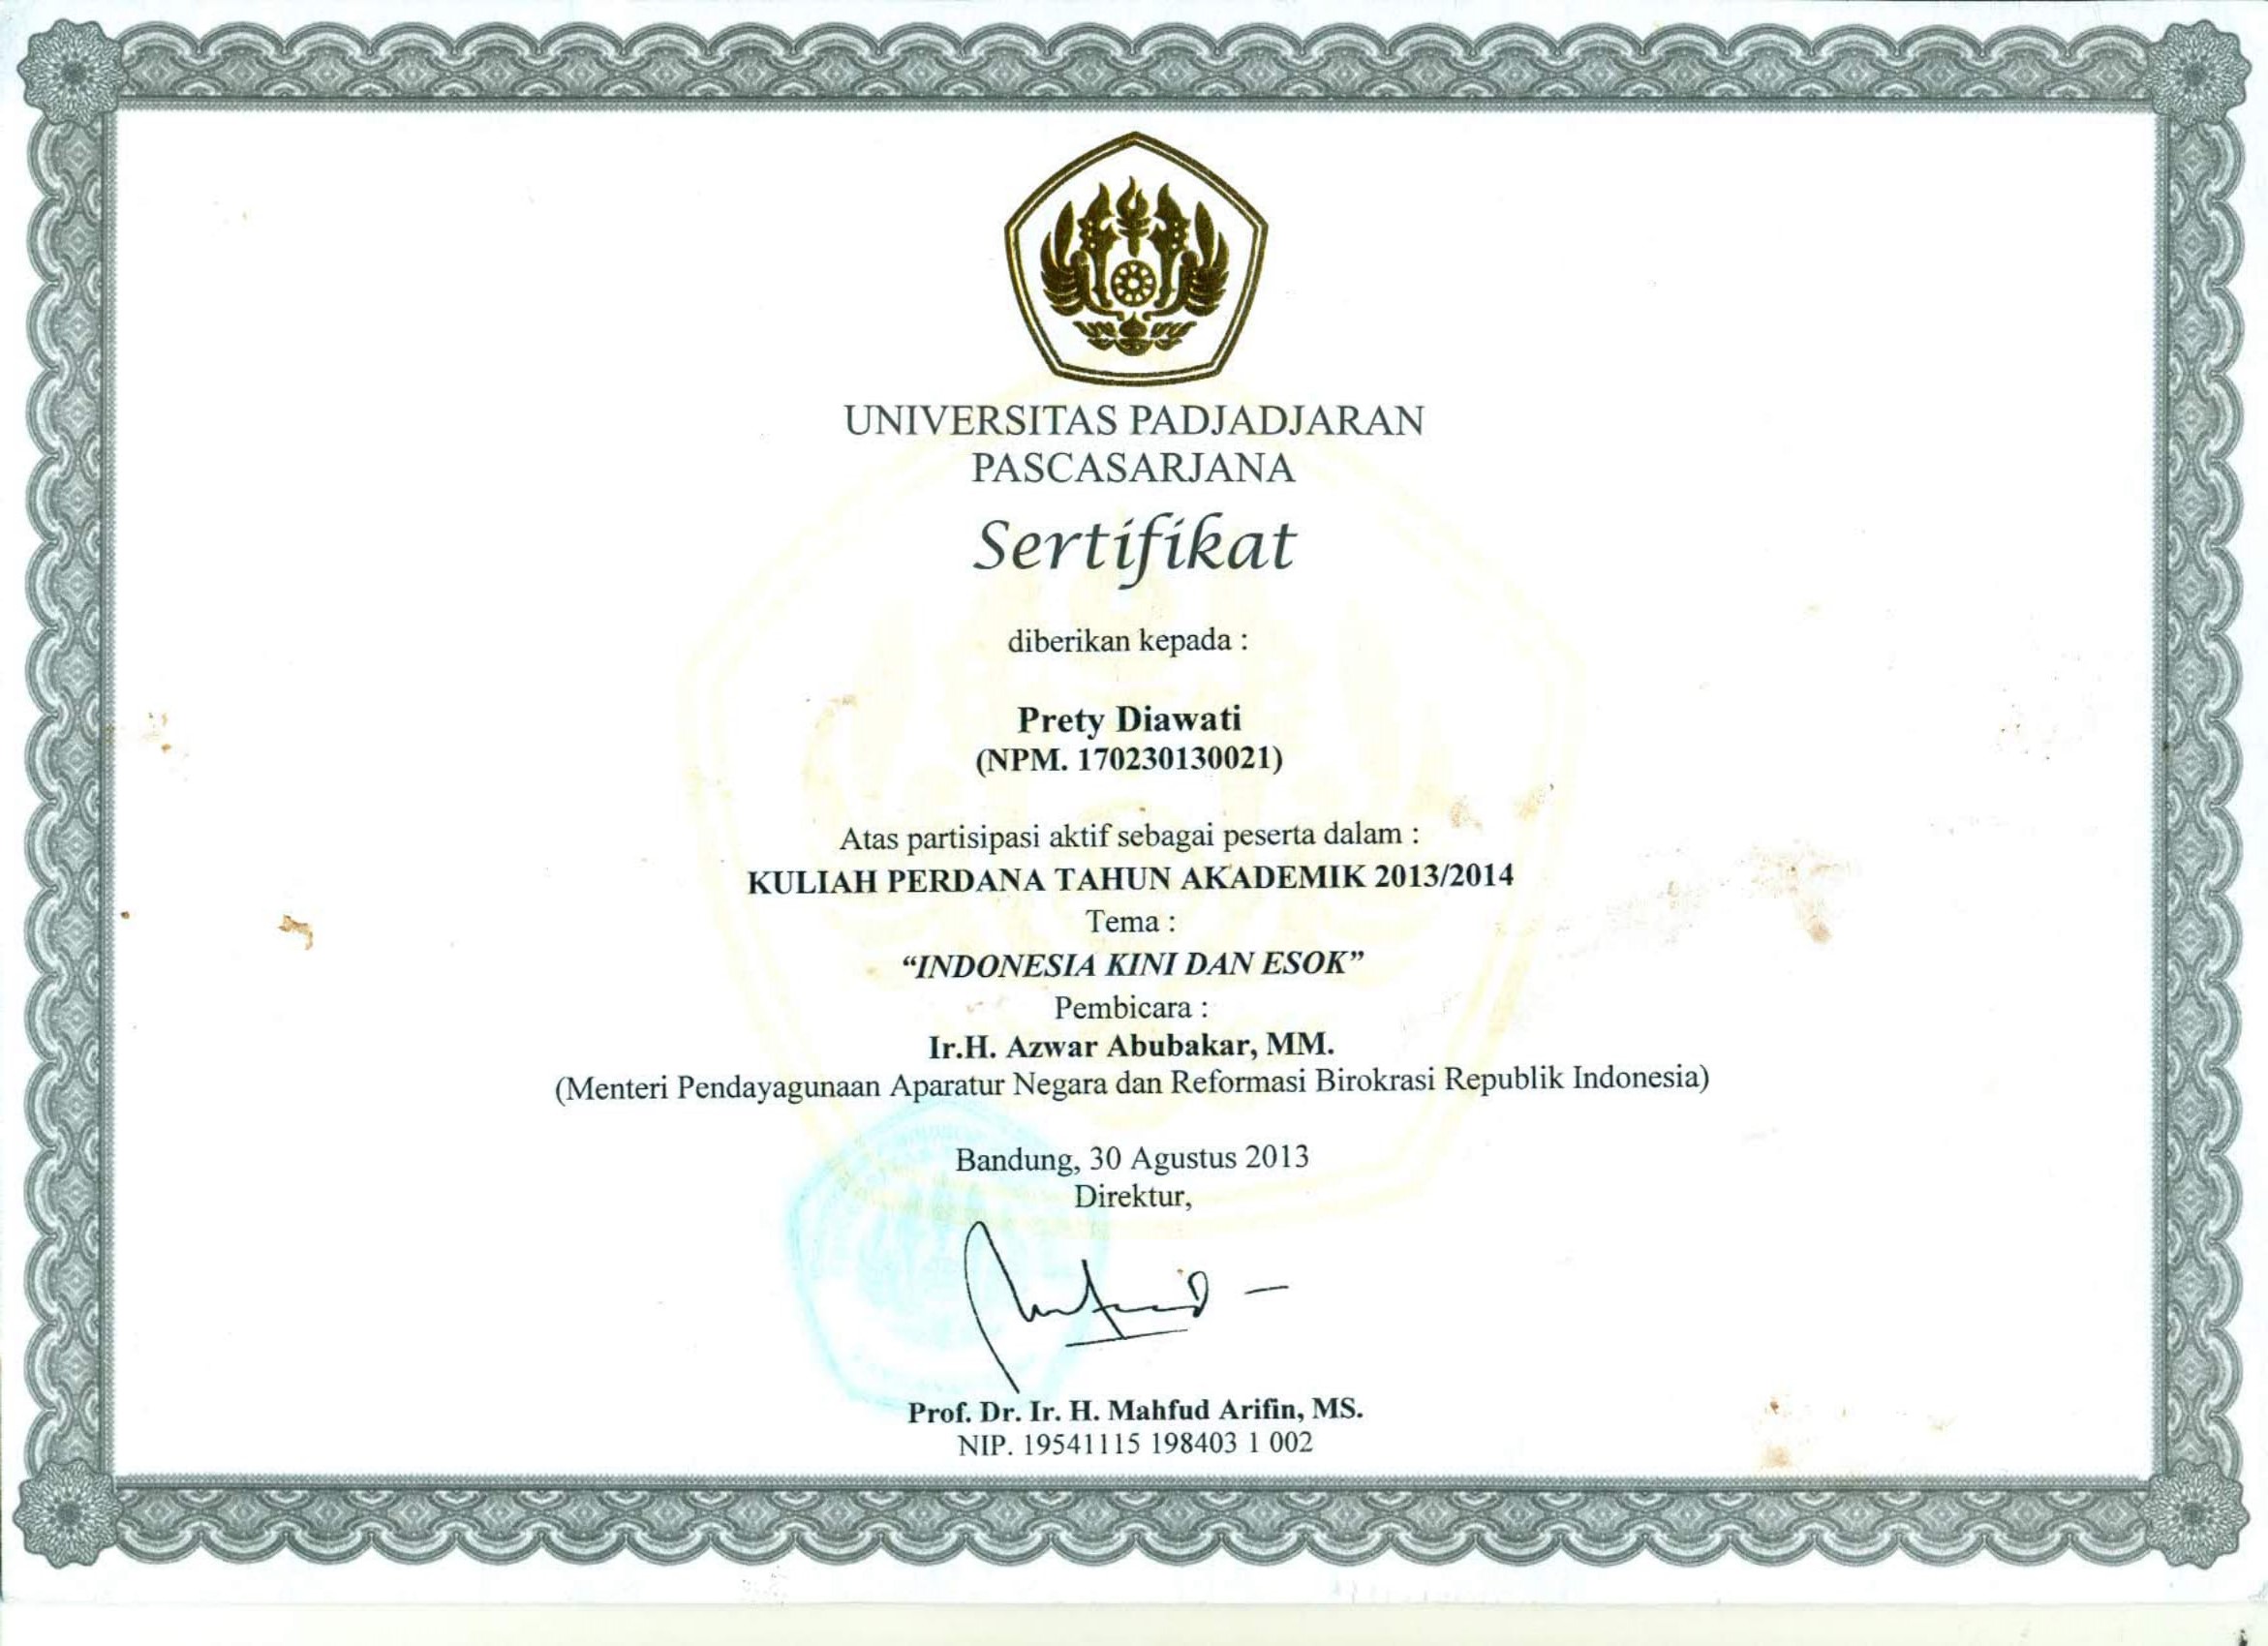 UNIVERSITAS PADJADJARAN
PASCASARJANA
Sertifikat
diberikan kepada :
Prety Diawati
(NPM. 170230130021)
Atas partisipasi aktif sebagai peserta dalam :
KULIAH PERDANA TAHUN AKADEMIK 2013/2014
Tema :
“INDONESIA KINI DAN ESOK”
Pembicara :
Ir.H. Azwar Abubakar, MM.
(Menteri Pendayagunaan Aparatur Negara dan Reformasi Birokrasi Republik Indonesia)
Bandung, 30 Agustus 2013
Direktur,
Prof. Dr. Ir. H. Mahfud Arifin, MS.
NIP. 19541115 198403 1 002